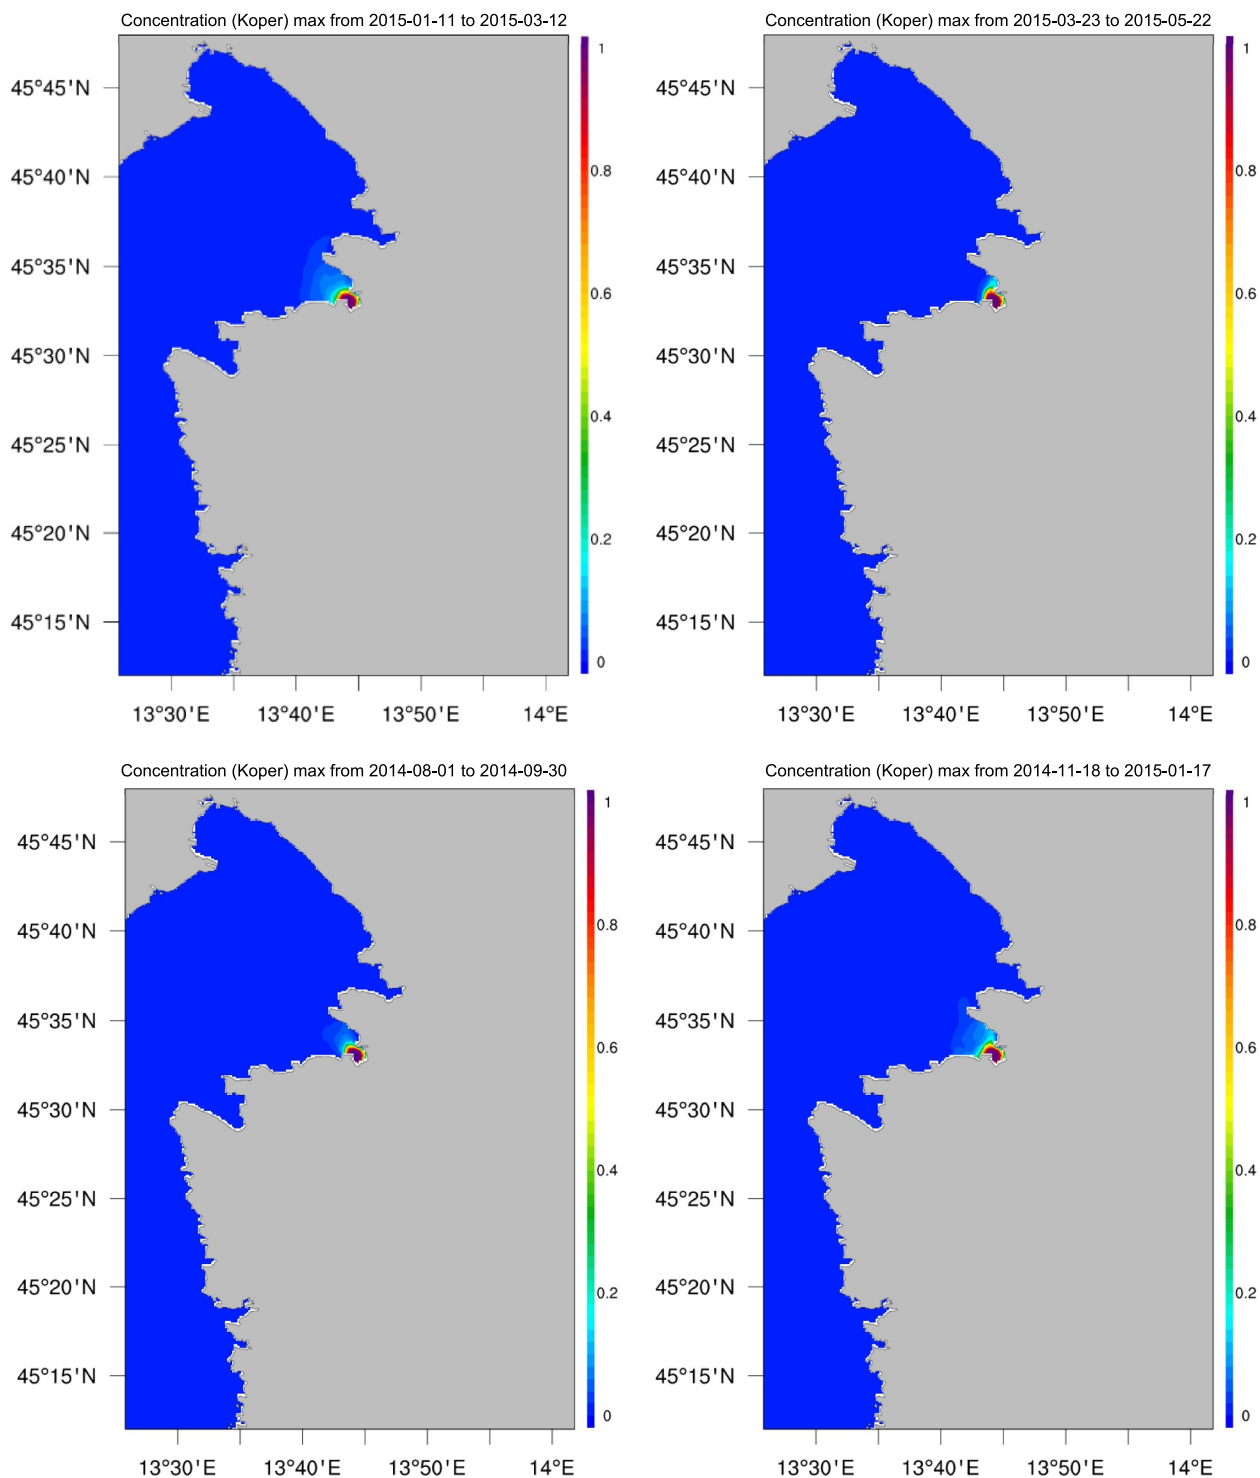 Concentration (Koper) max from 2015-01-11 to 2015-03-12
1
45°45'N
45°40'N
0.8
45°35'N
0.6
45°30'N
0.4
45°25'N
45°20'N
0.2
45°15'N
0
13°30'E 13°40'E 13°50'E 14°E
Concentration (Koper) max from 2015-03-23 to 2015-05-22
1
45°45'N
45°40'N
0.8
45°35'N
0.6
45°30'N
0.4
45°25'N
45°20'N
0.2
45°15'N
0
13°30'E 13°40'E 13°50'E 14°E
Concentration (Koper) max from 2014-08-01 to 2014-09-30
1
45°45'N
45°40'N
0.8
45°35'N
0.6
45°30'N
0.4
45°25'N
45°20'N
0.2
45°15'N
0
13°30'E 13°40'E 13°50'E 14°E
Concentration (Koper) max from 2014-11-18 to 2015-01-17
1
45°45'N
45°40'N
0.8
45°35'N
0.6
45°30'N
0.4
45°25'N
45°20'N
0.2
45°15'N
0
13°30'E 13°40'E 13°50'E 14°E